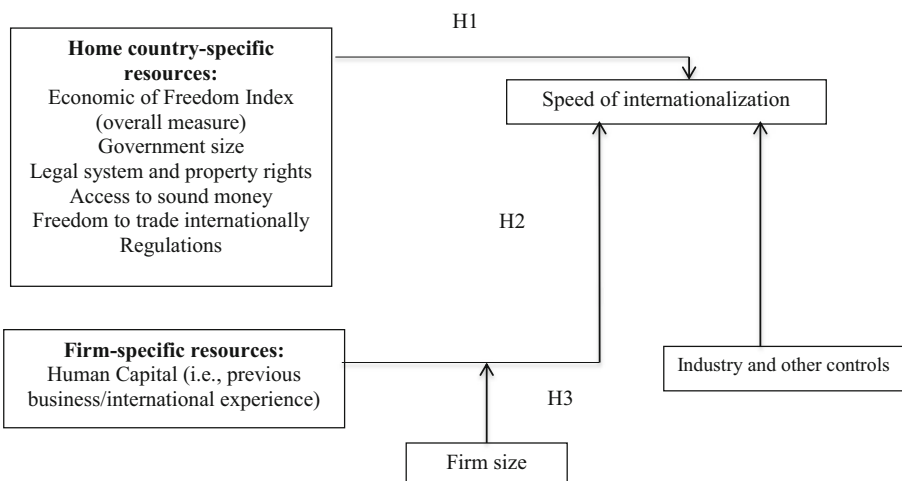 H1
Home country-specific
resources:
Economic of Freedom Index
(overall measure)
Government size
Legal system and property rights
Access to sound money
Freedom to trade internationally
Regulations
Speed of internationalization
H2
Firm-specific resources:
Human Capital (i.e., previous
business/international experience)
Industry and other controls
H3
Firm size